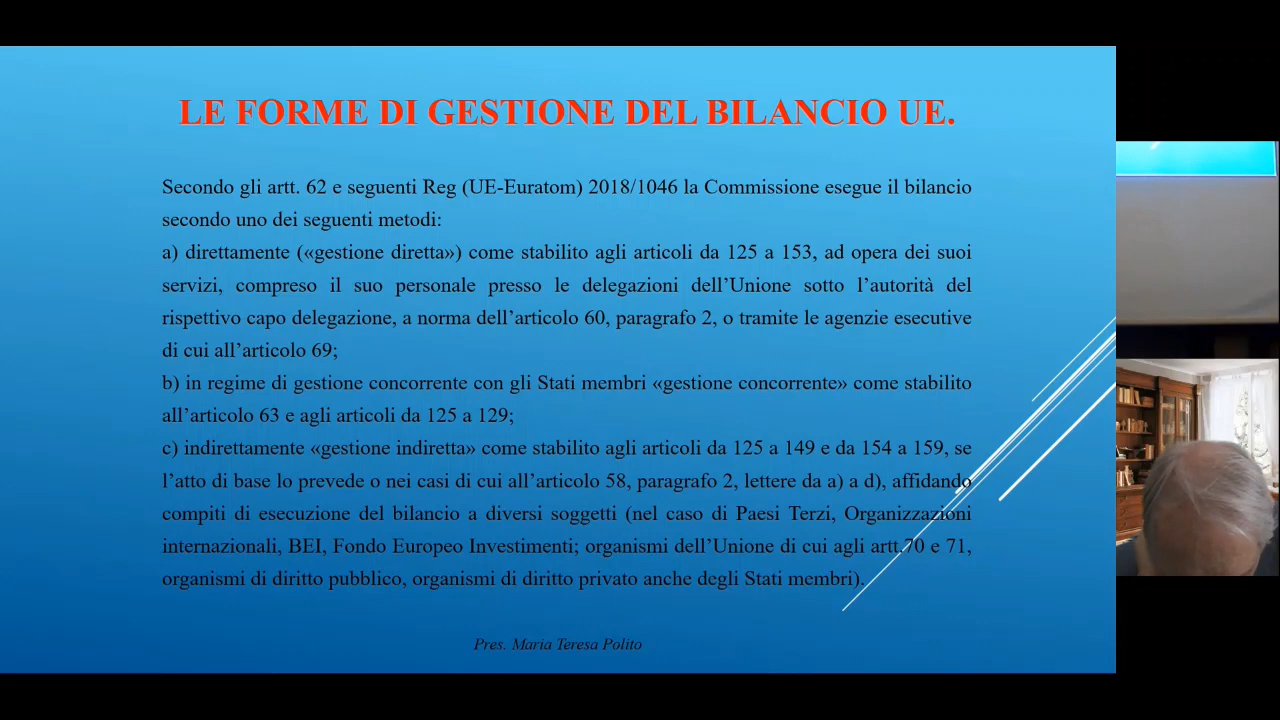 LE FORME DI GESTIONE DEL BILANCIO UE.
Secondo gli artt. 62 e seguenti Reg (UE-Euratom) 2018/1046 la Commissione esegue il bilancio
secondo uno dei seguenti metodi:
a) direttamente («gestione diretta») come stabilito agli articoli da 125 a 153, ad opera dei suoi
servizi, compreso il suo personale presso le delegazioni dell’Unione sotto l’autorità del
rispettivo capo delegazione, a norma dell’articolo 60, paragrafo 2, o tramite le agenzie esecutive
di cui all’articolo 69;
b) in regime di gestione concorrente con gli Stati membri «gestione concorrente» come stabilito
all’articolo 63 e agli articoli da 125 a 129;
c) indirettamente «gestione indiretta» come stabilito agli articoli da 125 a 149 e da 154 a 159, se
l’atto di base lo prevede o nei casi di cui all’articolo 58, paragrafo 2, lettere da a) a d), affidando
compiti di esecuzione del bilancio a diversi soggetti (nel caso di Paesi Terzi, Organizzazioni
internazionali, BEI, Fondo Europeo Investimenti; organismi dell’Unione di cui agli artt.70 e 71,
organismi di diritto pubblico, organismi di diritto privato anche degli Stati membri).
Pres. Maria Teresa Polito